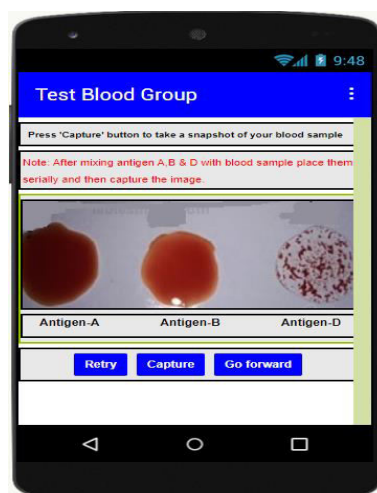 9:48
Test Blood Group
Press 'Capture' button to take a snapshot of your blood sample
Note: After mixing antigen A,B & D with blood sample place them
serially and then capture the image.
Antigen-A Antigen-B Antigen-D
Retry Capture Go forward